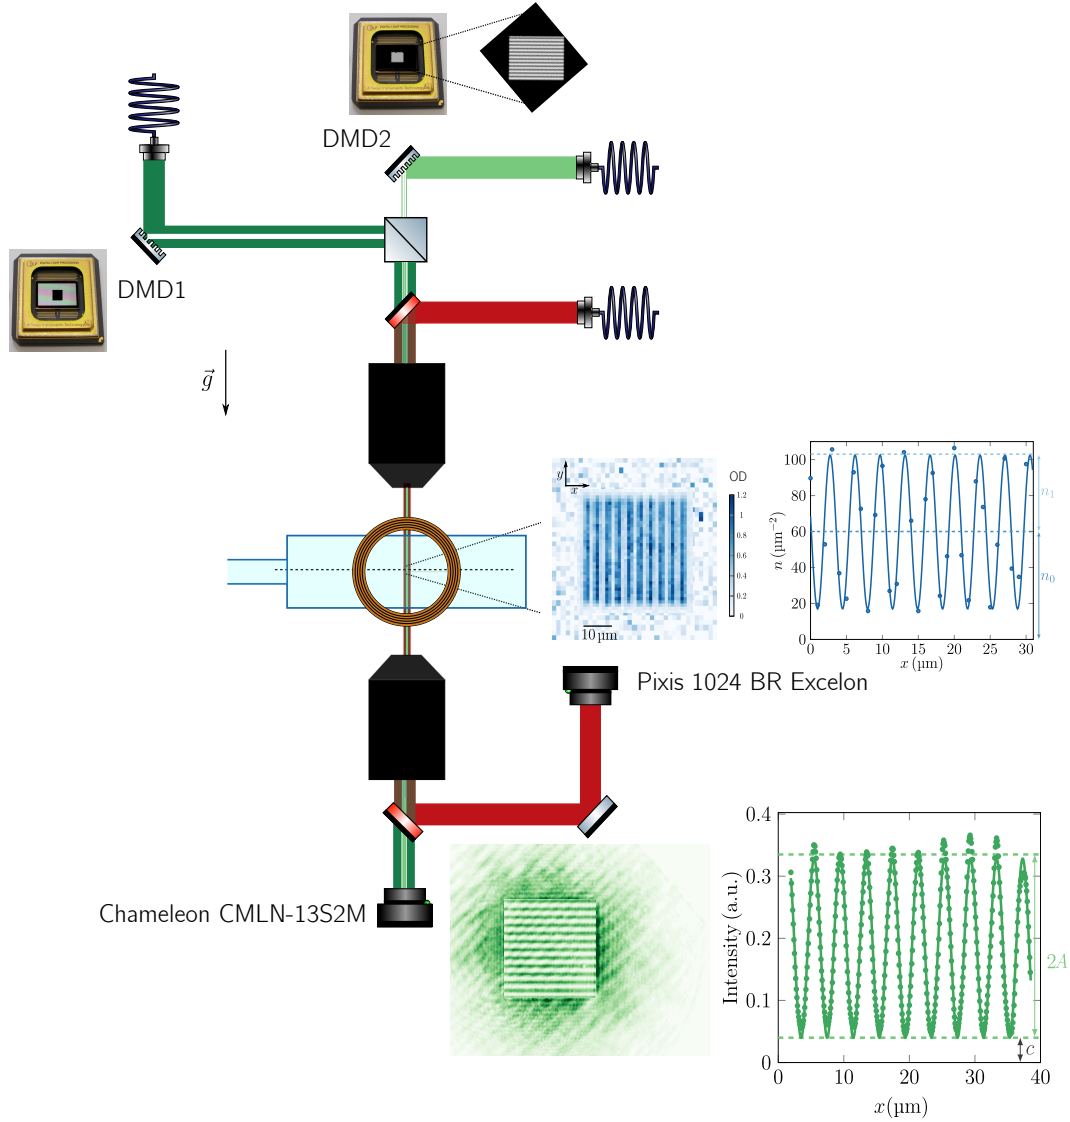 DMD2
DMD1
g
y
x
10 µm
OD
1.2
1
0.8
0.6
0.4
0.2
0
n (µm⁻²)
100
80
60
40
20
0
0 5 10 15 20 25 30
x (µm)
n₁
n₀
Pixis 1024 BR Excelon
Chameleon CMLN-13S2M
Intensity (a.u.)
0.4
0.3
0.2
0.1
0
0 10 20 30 40
x(µm)
2A
c